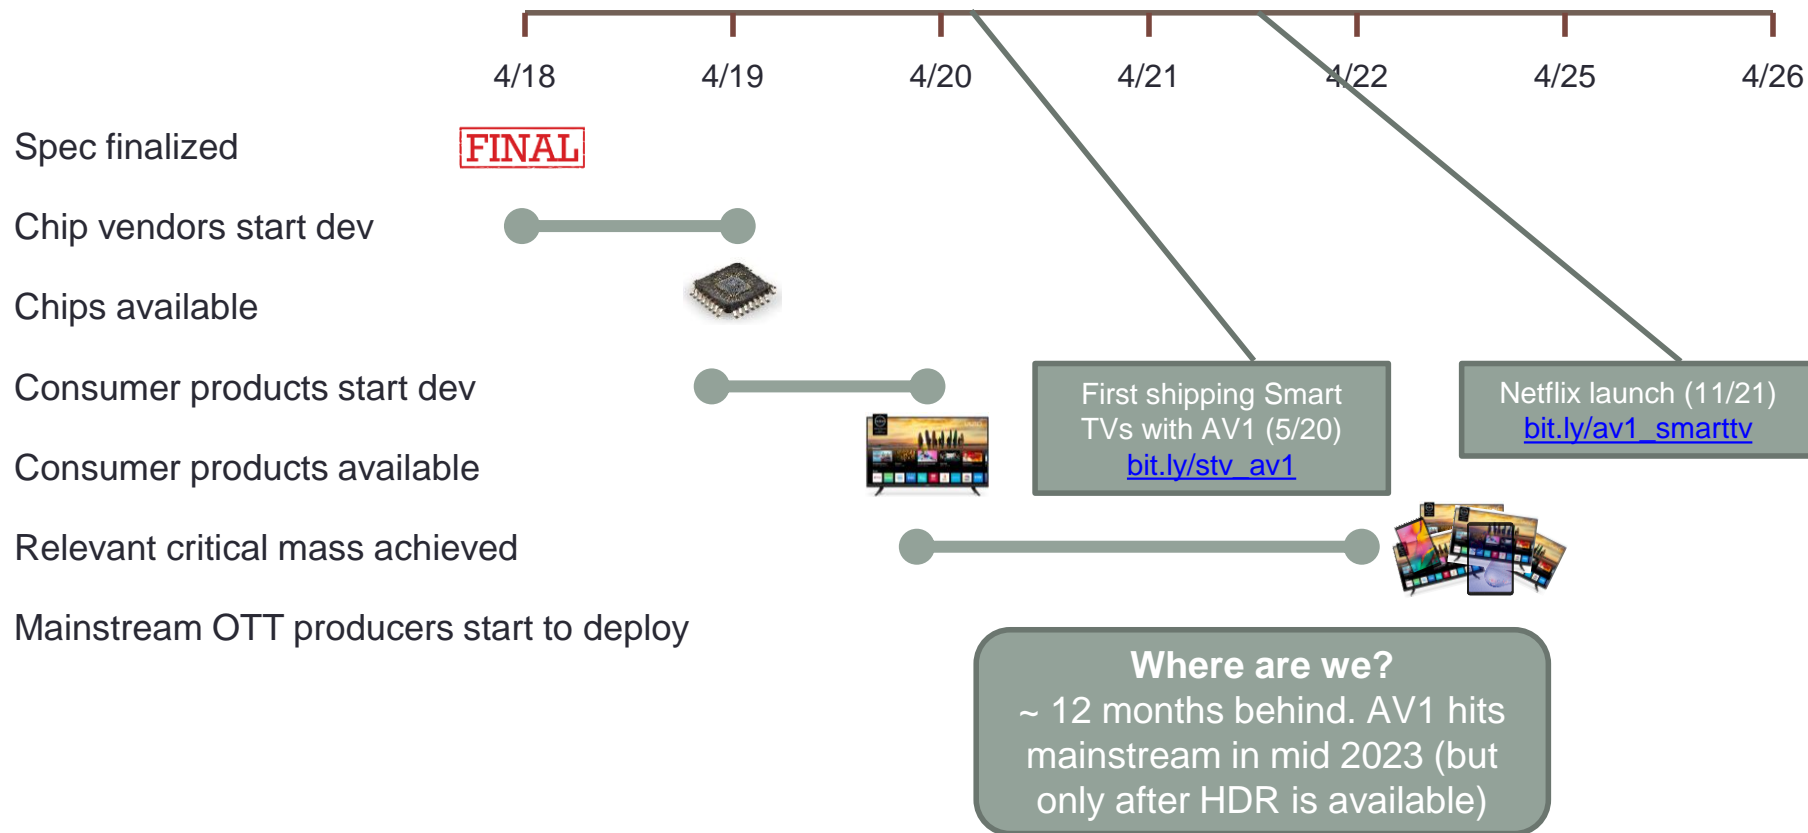 4/18 4/19 4/20 4/21 4/22 4/25 4/26
Spec finalized
FINAL
Chip vendors start dev
Chips available
Consumer products start dev
Consumer products available
Relevant critical mass achieved
Mainstream OTT producers start to deploy
First shipping Smart
TVs with AV1 (5/20)
bit.ly/stv_av1
Netflix launch (11/21)
bit.ly/av1_smarttv
Where are we?
~ 12 months behind. AV1 hits
mainstream in mid 2023 (but
only after HDR is available)